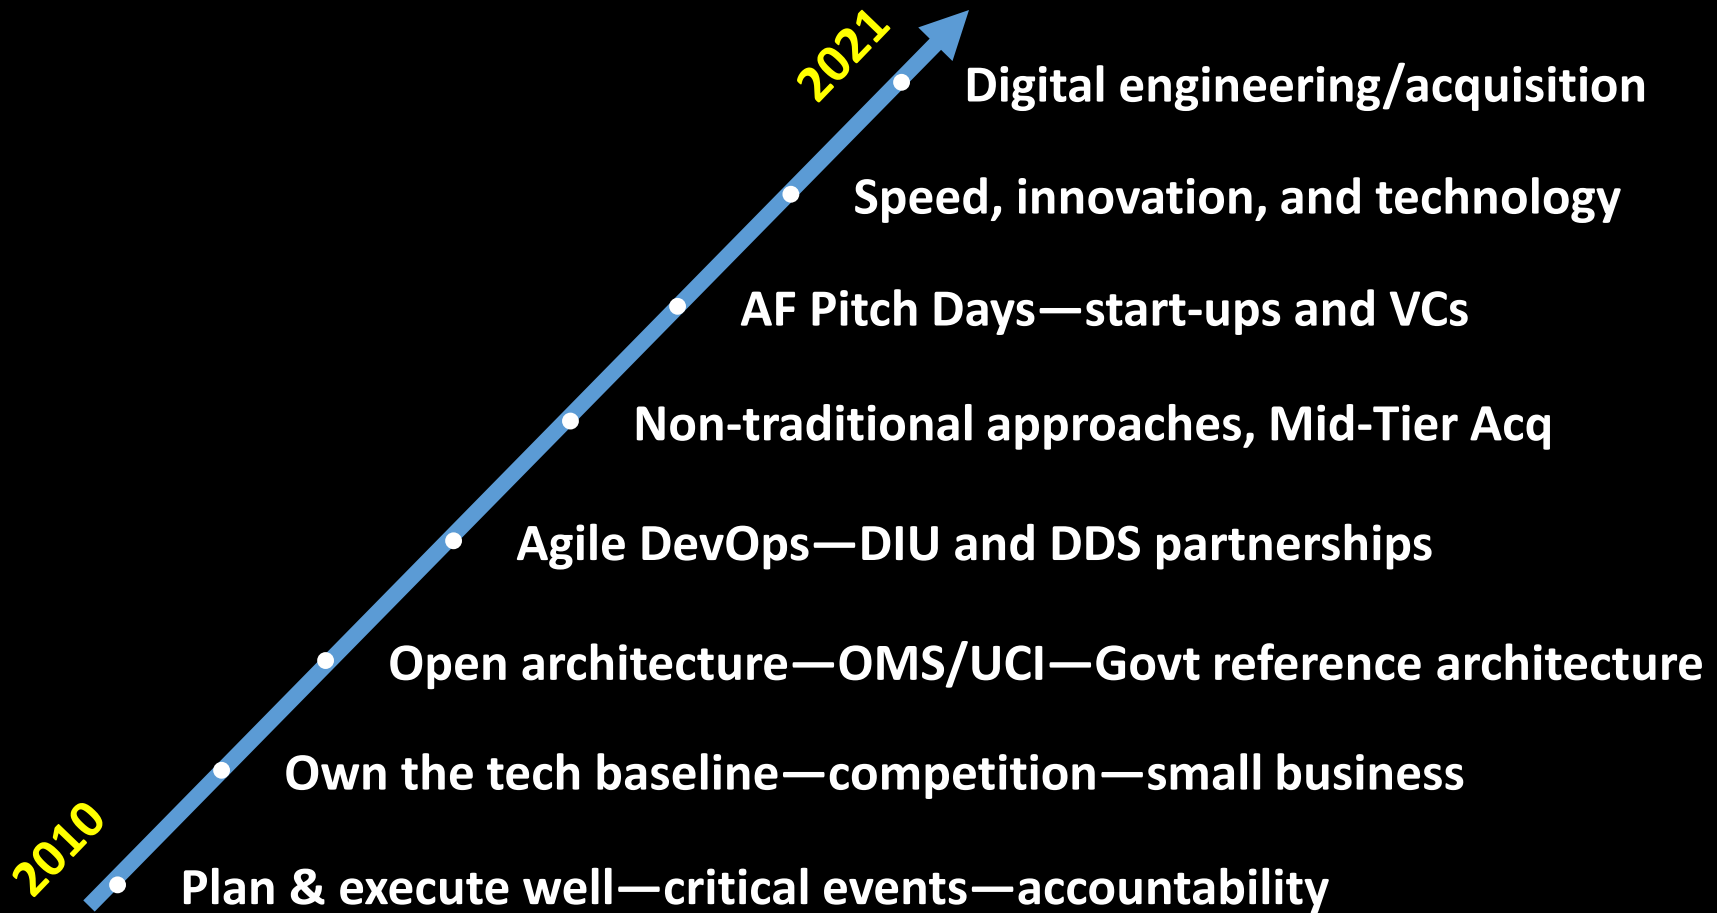 2021
Digital engineering/acquisition
Speed, innovation, and technology
AF Pitch Days—start-ups and VCs
Non-traditional approaches, Mid-Tier Acq
Agile DevOps—DIU and DDS partnerships
Open architecture—OMS/UCI—Govt reference architecture
Own the tech baseline—competition—small business
2010
Plan & execute well—critical events—accountability